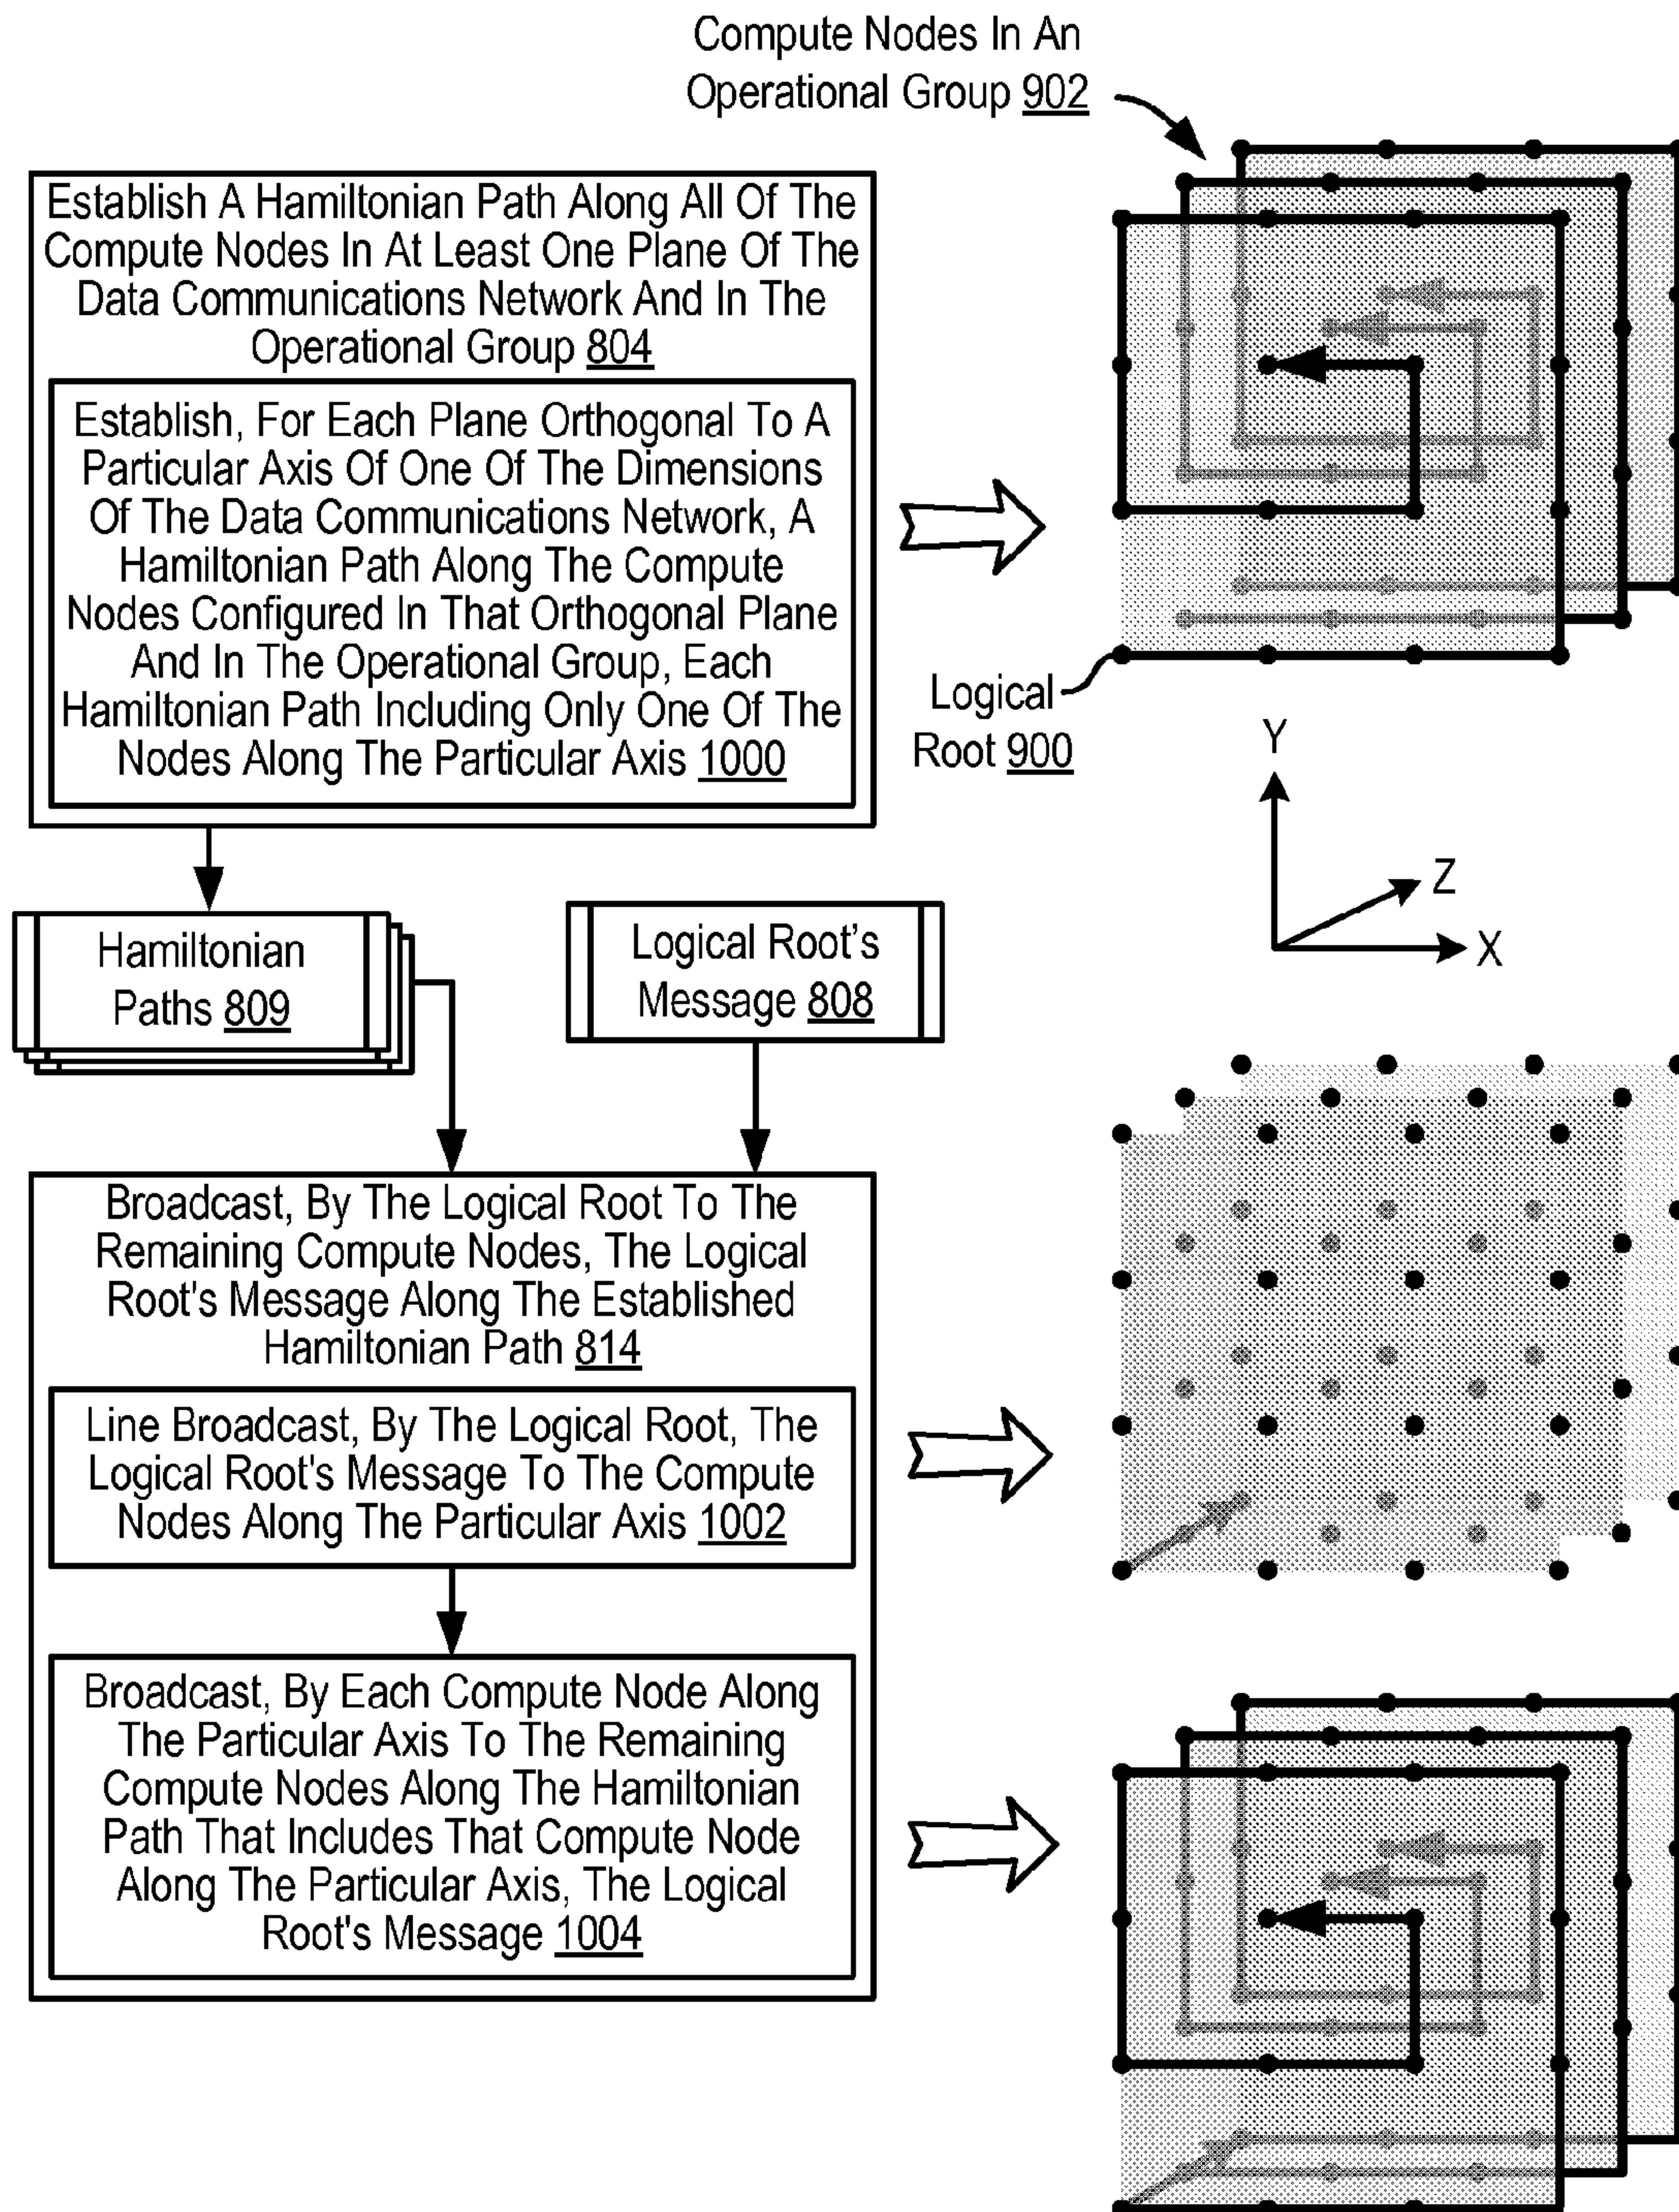 Compute Nodes In An
Operational Group 902
Establish A Hamiltonian Path Along All Of The
Compute Nodes In At Least One Plane Of The
Data Communications Network And In The
Operational Group 804
Establish, For Each Plane Orthogonal To A
Particular Axis Of One Of The Dimensions
Of The Data Communications Network, A
Hamiltonian Path Along The Compute
Nodes Configured In That Orthogonal Plane
And In The Operational Group, Each
Hamiltonian Path Including Only One Of The
Nodes Along The Particular Axis 1000
Logical
Root 900
Y
Z
X
Hamiltonian
Paths 809
Logical Root's
Message 808
Broadcast, By The Logical Root To The
Remaining Compute Nodes, The Logical
Root's Message Along The Established
Hamiltonian Path 814
Line Broadcast, By The Logical Root, The
Logical Root's Message To The Compute
Nodes Along The Particular Axis 1002
Broadcast, By Each Compute Node Along
The Particular Axis To The Remaining
Compute Nodes Along The Hamiltonian
Path That Includes That Compute Node
Along The Particular Axis, The Logical
Root's Message 1004